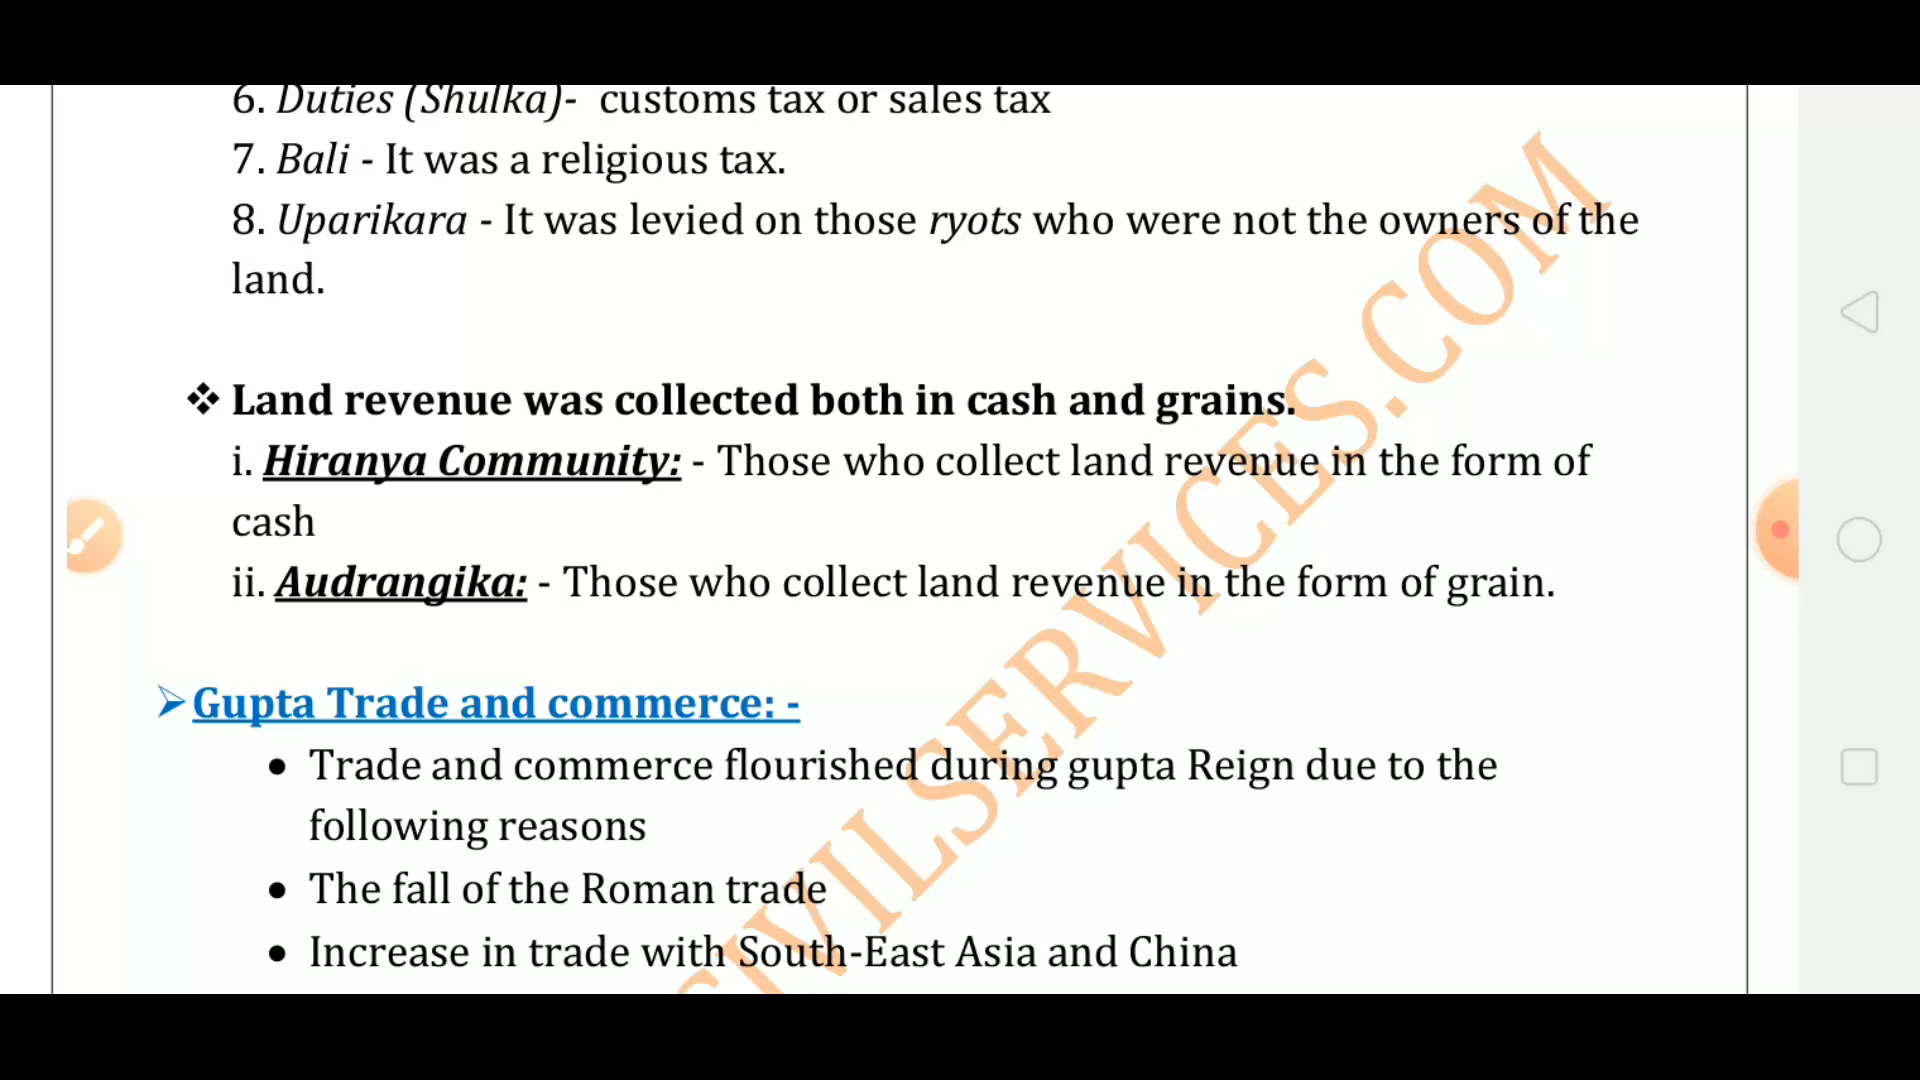 6. Duties (Shulka)- customs tax or sales tax
7. Bali - It was a religious tax.
8. Uparikara - It was levied on those ryots who were not the owners of the
land.
❖ Land revenue was collected both in cash and grains.
i. Hiranya Community: - Those who collect land revenue in the form of
cash
ii. Audrangika: - Those who collect land revenue in the form of grain.
➢ Gupta Trade and commerce: -
• Trade and commerce flourished during gupta Reign due to the
following reasons
• The fall of the Roman trade
• Increase in trade with South-East Asia and China
CIVILSERVICES.COM